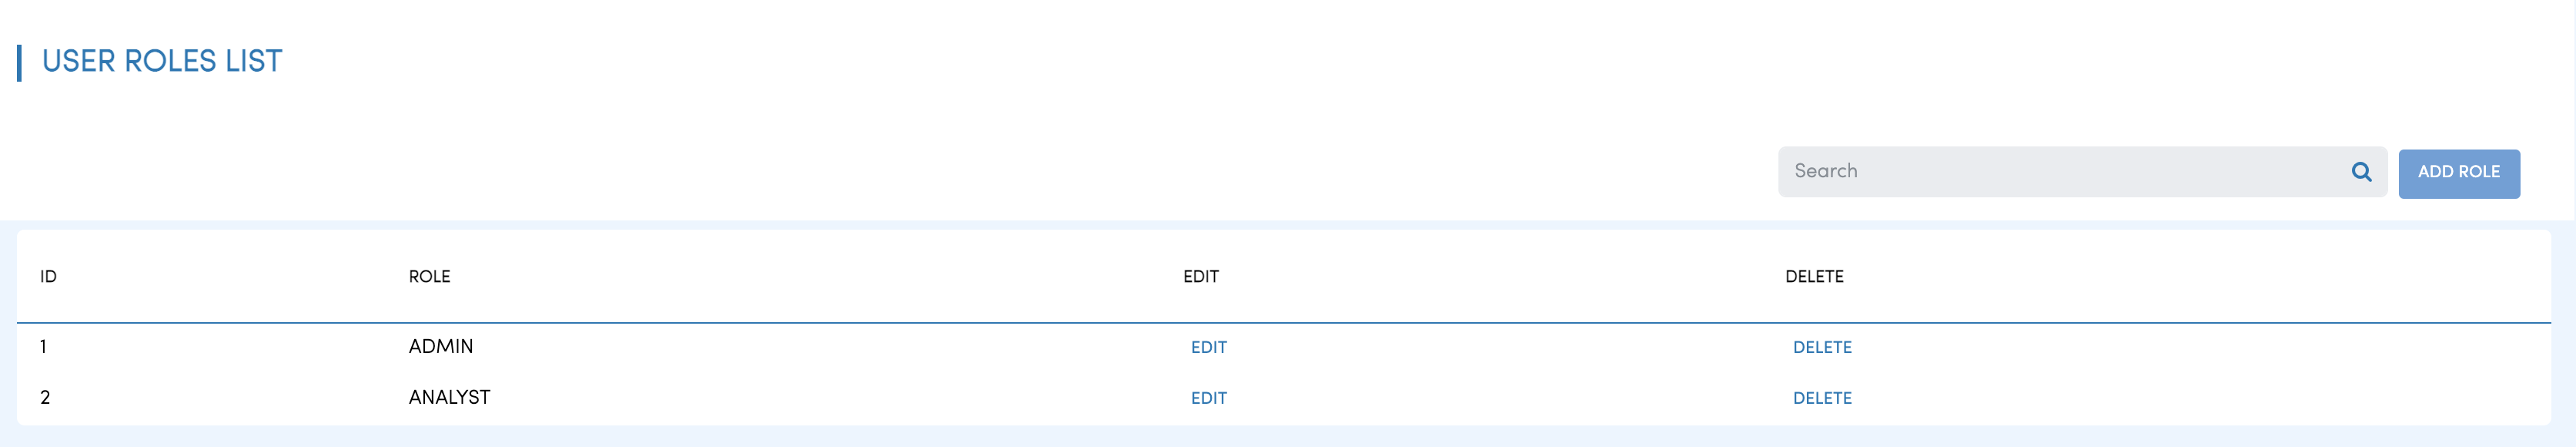 USER ROLES LIST
Search
ADD ROLE
ID ROLE EDIT DELETE
1 ADMIN EDIT DELETE
2 ANALYST EDIT DELETE